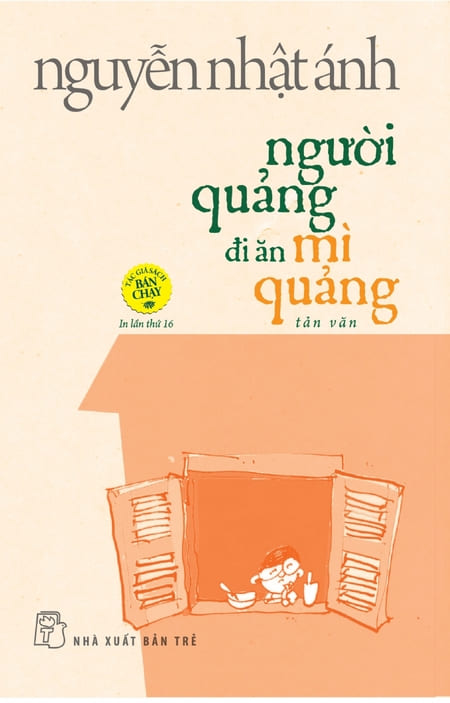 nguyễn nhật ánh
người
quảng
đi ăn mì
quảng
TÁC GIẢ SÁCH
BÁN
CHẠY
In lần thứ 16
tản văn
T
NHÀ XUẤT BẢN TRẺ